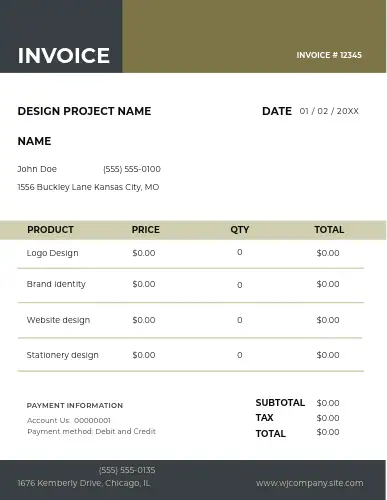 INVOICE
INVOICE # 12345
DESIGN PROJECT NAME DATE 01 / 02 / 20XX
NAME
John Doe (555) 555-0100
1556 Buckley Lane Kansas City, MO
PRODUCT PRICE QTY TOTAL
Logo Design $0.00 0 $0.00
Brand identity $0.00 0 $0.00
Website design $0.00 0 $0.00
Stationery design $0.00 0 $0.00
PAYMENT INFORMATION
Account Us: 00000001
Payment method: Debit and Credit
SUBTOTAL $0.00
TAX $0.00
TOTAL $0.00
(555) 555-0135
1676 Kemberly Drive, Chicago, IL www.wjcompany.site.com